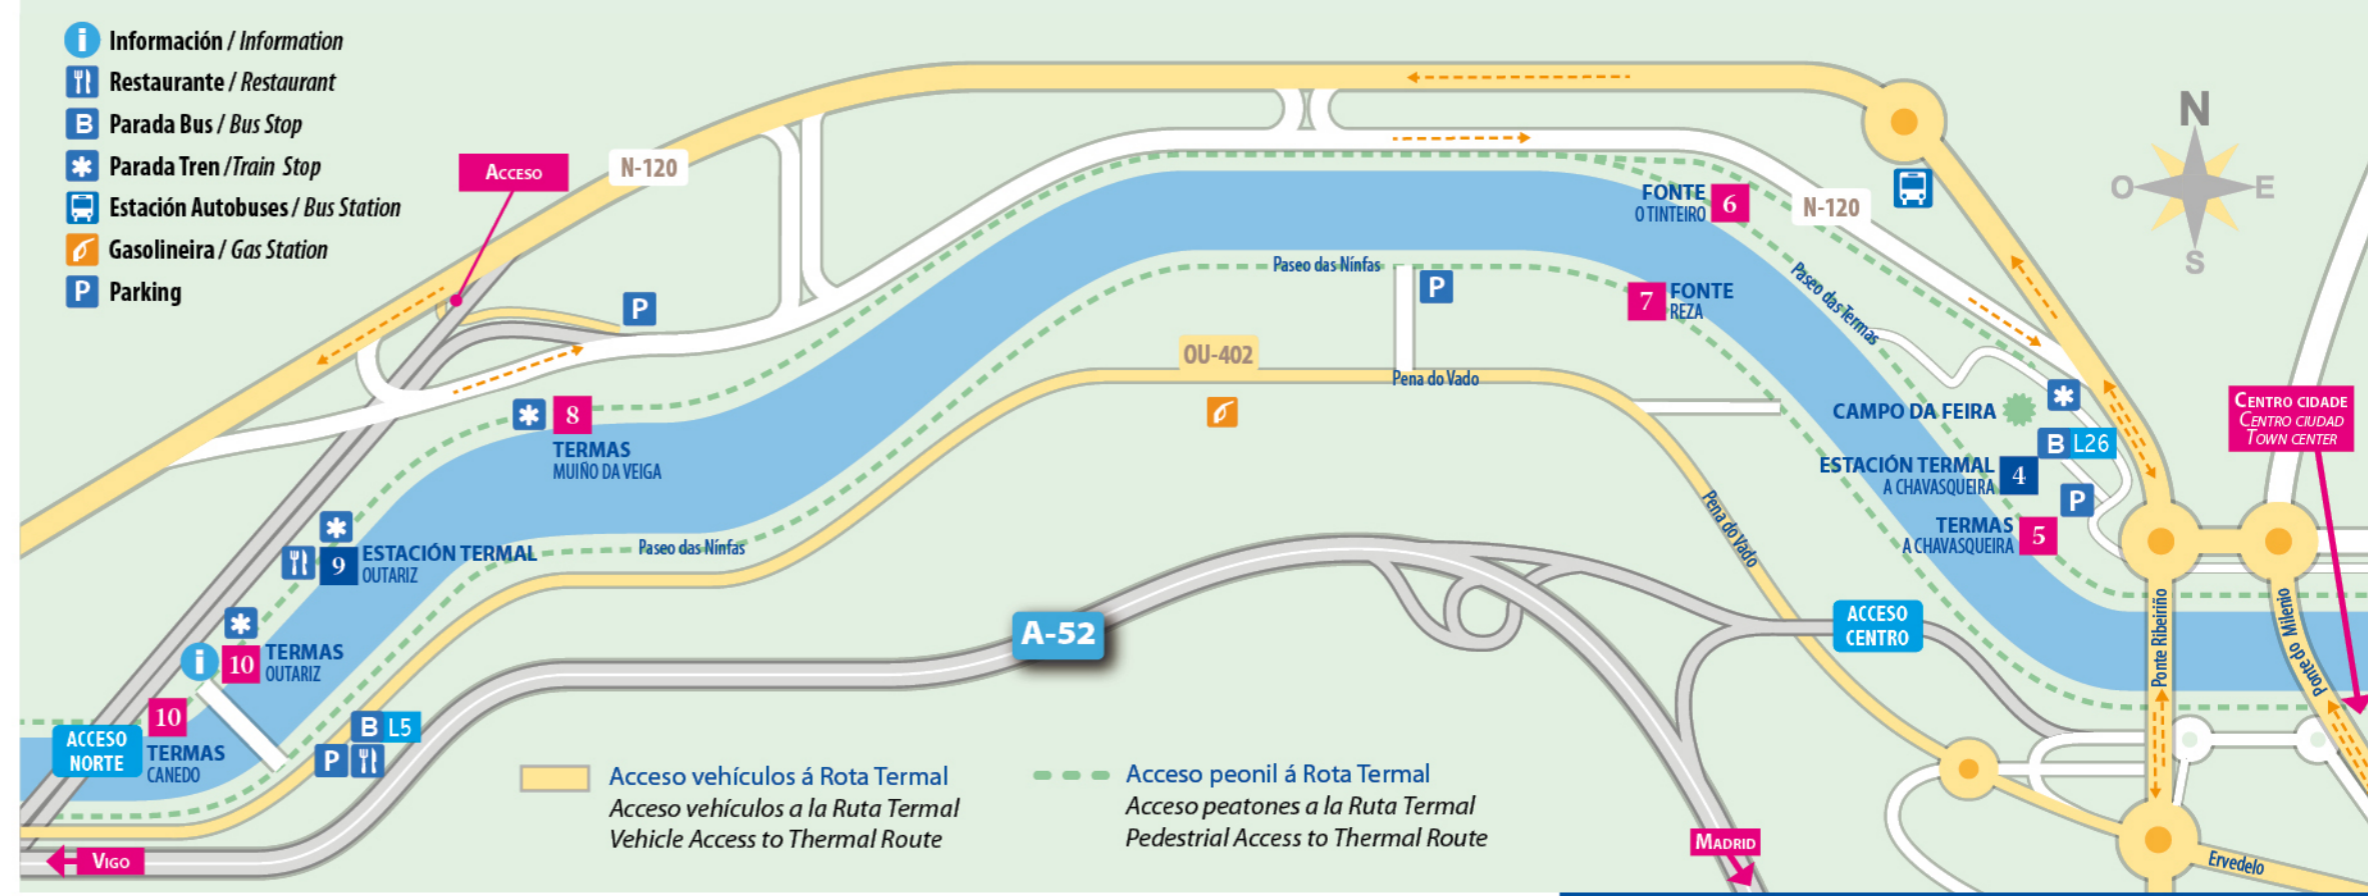 i Información / Information
Restaurante / Restaurant
B Parada Bus / Bus Stop
Parada Tren /Train Stop
Estación Autobuses / Bus Station
Gasolineira / Gas Station
P Parking
ACCESO
N-120
P
FONTE
O TINTEIRO
6
N-120
N
O
E
S
Paseo das Nínfas
P
7
FONTE
REZA
Paseo das Termas
OU-402
Pena do Vado
8
TERMAS
MUIÑO DA VEIGA
CAMPO DA FEIRA
B L26
ESTACIÓN TERMAL
A CHAVASQUEIRA
4
P
TERMAS
A CHAVASQUEIRA
5
CENTRO CIDADE
CENTRO CIUDAD
TOWN CENTER
9
ESTACIÓN TERMAL
OUTARIZ
Paseo das Nínfas
Pena do Vado
A-52
ACCESO
CENTRO
Ponte Ribeiriño
Ponte do Milenio
i
10
TERMAS
OUTARIZ
10
TERMAS
CANEDO
ACCESO
NORTE
B L5
P
VIGO
Acceso vehículos á Rota Termal
Acceso vehículos a la Ruta Termal
Vehicle Access to Thermal Route
Acceso peonil á Rota Termal
Acceso peatones a la Ruta Termal
Pedestrial Access to Thermal Route
MADRID
Ervedelo